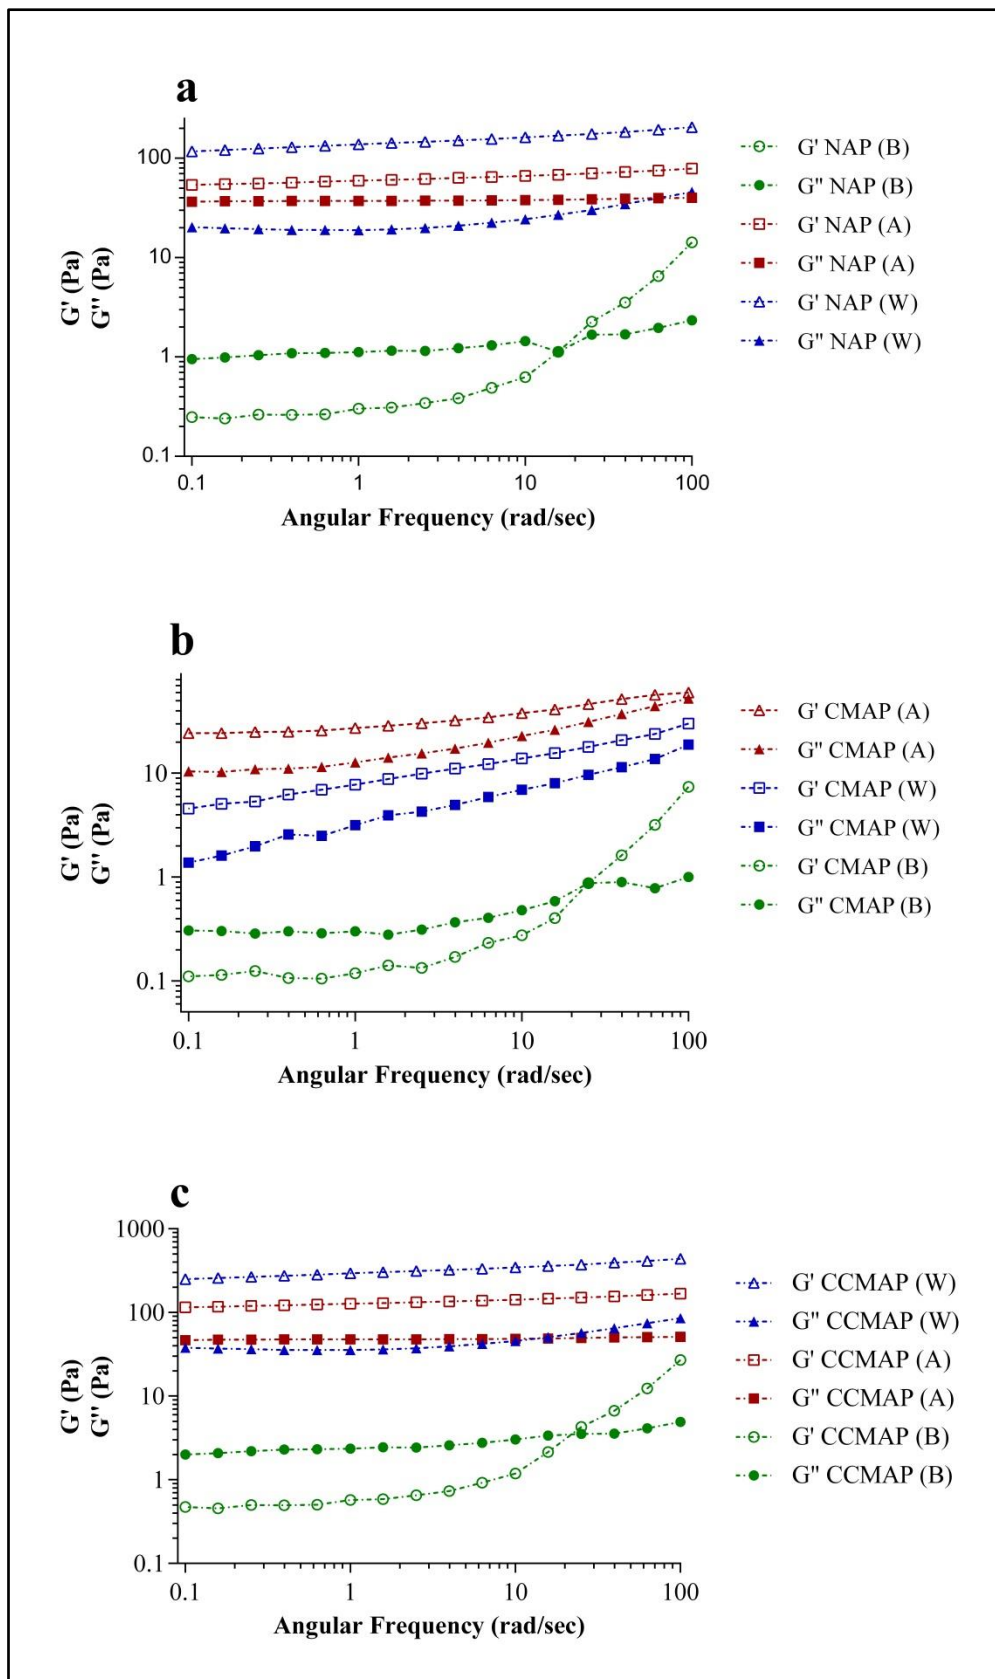 a
G' (Pa)
G'' (Pa)
100
10
1
0.1
0.1 1 10 100
Angular Frequency (rad/sec)
G' NAP (B)
G'' NAP (B)
G' NAP (A)
G'' NAP (A)
G' NAP (W)
G'' NAP (W)
b
G' (Pa)
G'' (Pa)
10
1
0.1
0.1 1 10 100
Angular Frequency (rad/sec)
G' CMAP (A)
G'' CMAP (A)
G' CMAP (W)
G'' CMAP (W)
G' CMAP (B)
G'' CMAP (B)
c
G' (Pa)
G'' (Pa)
1000
100
10
1
0.1
0.1 1 10 100
Angular Frequency (rad/sec)
G' CCMAP (W)
G'' CCMAP (W)
G' CCMAP (A)
G'' CCMAP (A)
G' CCMAP (B)
G'' CCMAP (B)